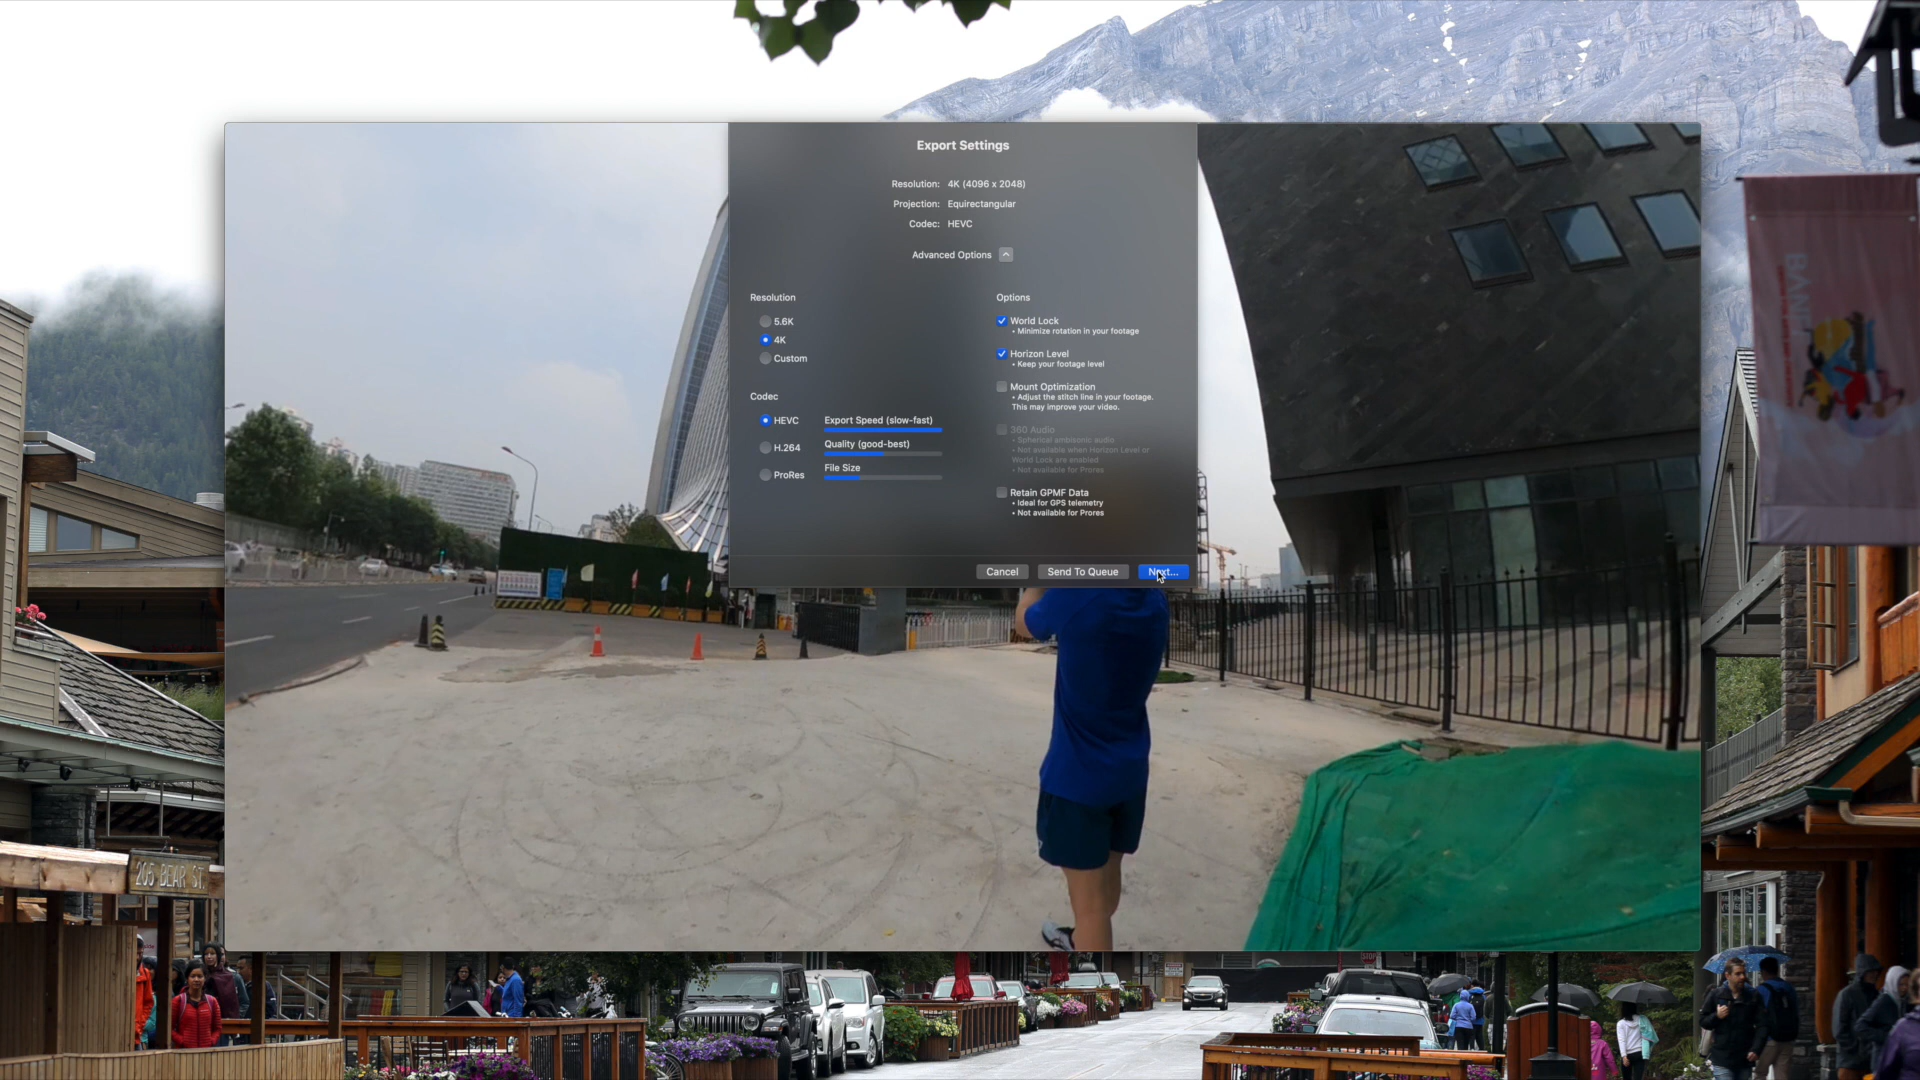 Export Settings
Resolution: 4K (4096 x 2048)
Projection: Equirectangular
Codec: HEVC
Advanced Options
Resolution
5.6K
4K
Custom
Codec
HEVC
H.264
ProRes
Export Speed (slow-fast)
Quality (good-best)
File Size
Options
World Lock
• Minimize rotation in your footage
Horizon Level
• Keep your footage level
Mount Optimization
• Adjust the stitch line in your footage.
This may improve your video.
360 Audio
• Spherical ambisonic audio
• Not available when Horizon Level or
World Lock are enabled
• Not available for Prores
Retain GPMF Data
• Ideal for GPS telemetry
• Not available for Prores
Cancel
Send To Queue
Next...
205 BEAR ST.